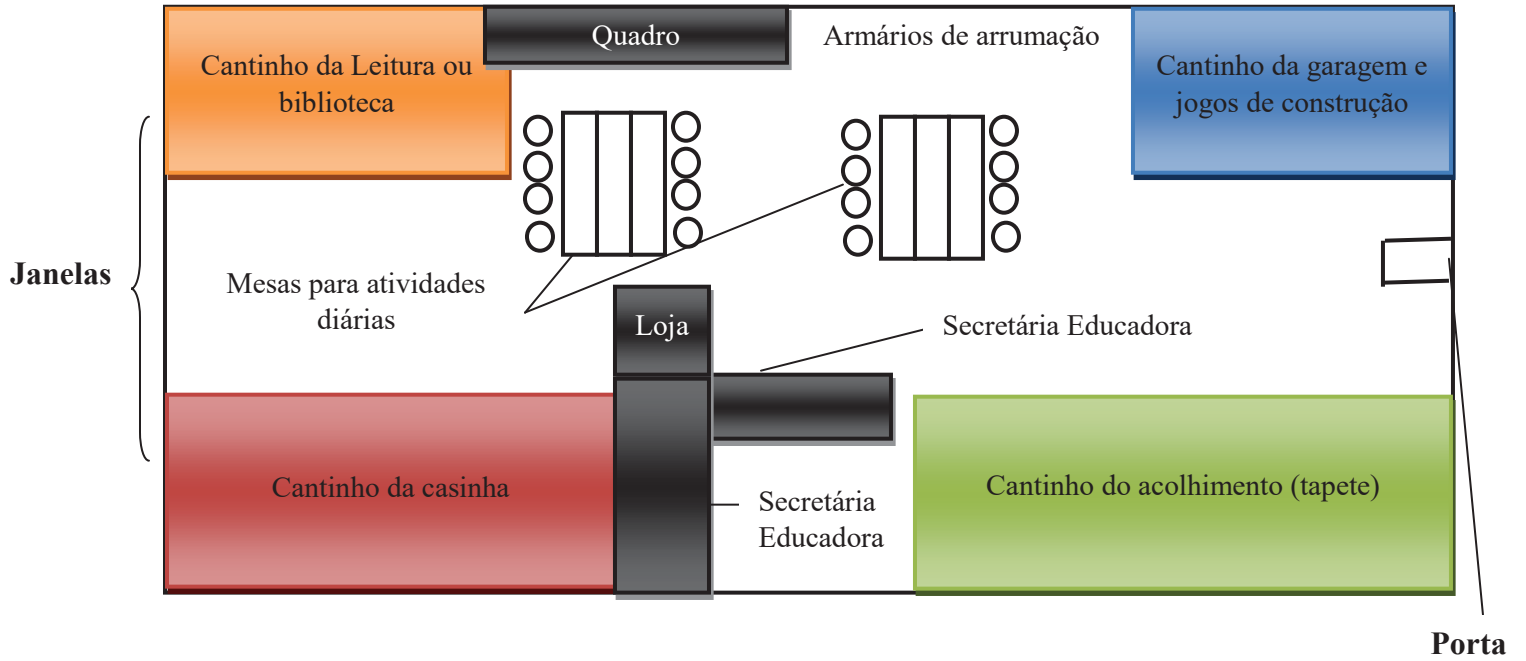 Quadro
Armários de arrumação
Cantinho da Leitura ou
biblioteca
Cantinho da garagem e
jogos de construção
Janelas
Mesas para atividades
diárias
Loja
Secretária Educadora
Cantinho da casinha
Secretária
Educadora
Cantinho do acolhimento (tapete)
Porta